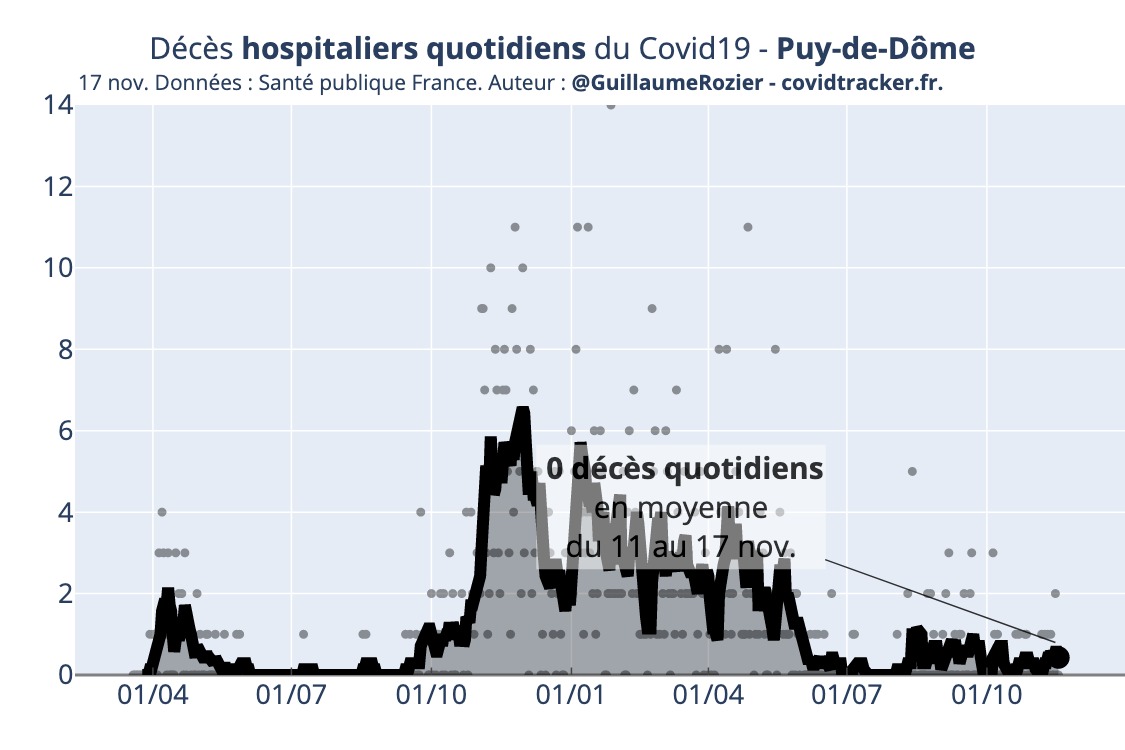 Décès hospitaliers quotidiens du Covid19 - Puy-de-Dôme
17 nov. Données : Santé publique France. Auteur : @GuillaumeRozier - covidtracker.fr.
14
12
10
8
6
4
2
0
0 décès quotidiens
en moyenne
du 11 au 17 nov.
01/04 01/07 01/10 01/01 01/04 01/07 01/10